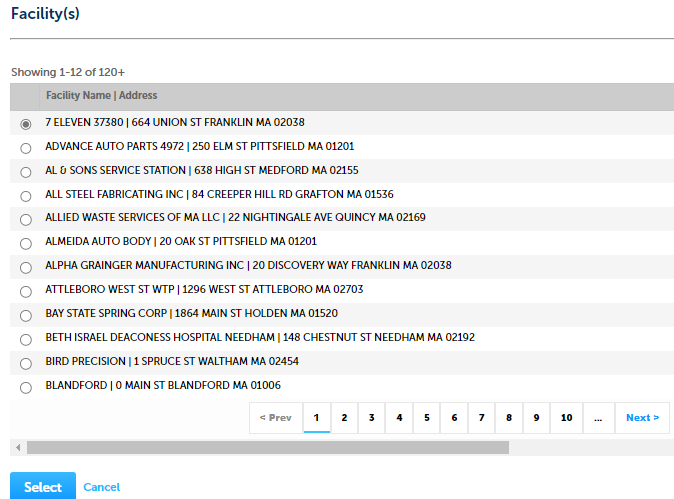 Facility(s)
Showing 1-12 of 120+
Facility Name | Address
7 ELEVEN 37380 | 664 UNION ST FRANKLIN MA 02038
ADVANCE AUTO PARTS 4972 | 250 ELM ST PITTSFIELD MA 01201
AL & SONS SERVICE STATION | 638 HIGH ST MEDFORD MA 02155
ALL STEEL FABRICATING INC | 84 CREEPER HILL RD GRAFTON MA 01536
ALLIED WASTE SERVICES OF MA LLC | 22 NIGHTINGALE AVE QUINCY MA 02169
ALMEIDA AUTO BODY | 20 OAK ST PITTSFIELD MA 01201
ALPHA GRAINGER MANUFACTURING INC | 20 DISCOVERY WAY FRANKLIN MA 02038
ATTLEBORO WEST ST WTP | 1296 WEST ST ATTLEBORO MA 02703
BAY STATE SPRING CORP | 1864 MAIN ST HOLDEN MA 01520
BETH ISRAEL DEACONESS HOSPITAL NEEDHAM | 148 CHESTNUT ST NEEDHAM MA 02192
BIRD PRECISION | 1 SPRUCE ST WALTHAM MA 02454
BLANDFORD | 0 MAIN ST BLANDFORD MA 01006
< Prev 1 2 3 4 5 6 7 8 9 10 ... Next >
Select Cancel